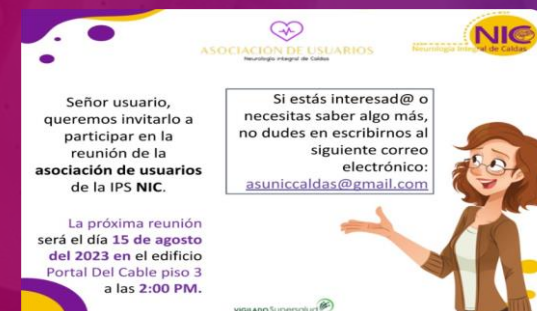 ASOCIACIÓN DE USUARIOS
Neurología integral de Caldas
NIC
Neurología Integral de Caldas
Señor usuario,
queremos invitarlo a
participar en la
reunión de la
asociación de usuarios
de la IPS NIC.
La próxima reunión
será el día 15 de agosto
del 2023 en el edificio
Portal Del Cable piso 3
a las 2:00 PM.
Si estás interesad@ o
necesitas saber algo más,
no dudes en escribirnos al
siguiente correo
electrónico:
asuniccaldas@gmail.com
VIGILADO Supersalud